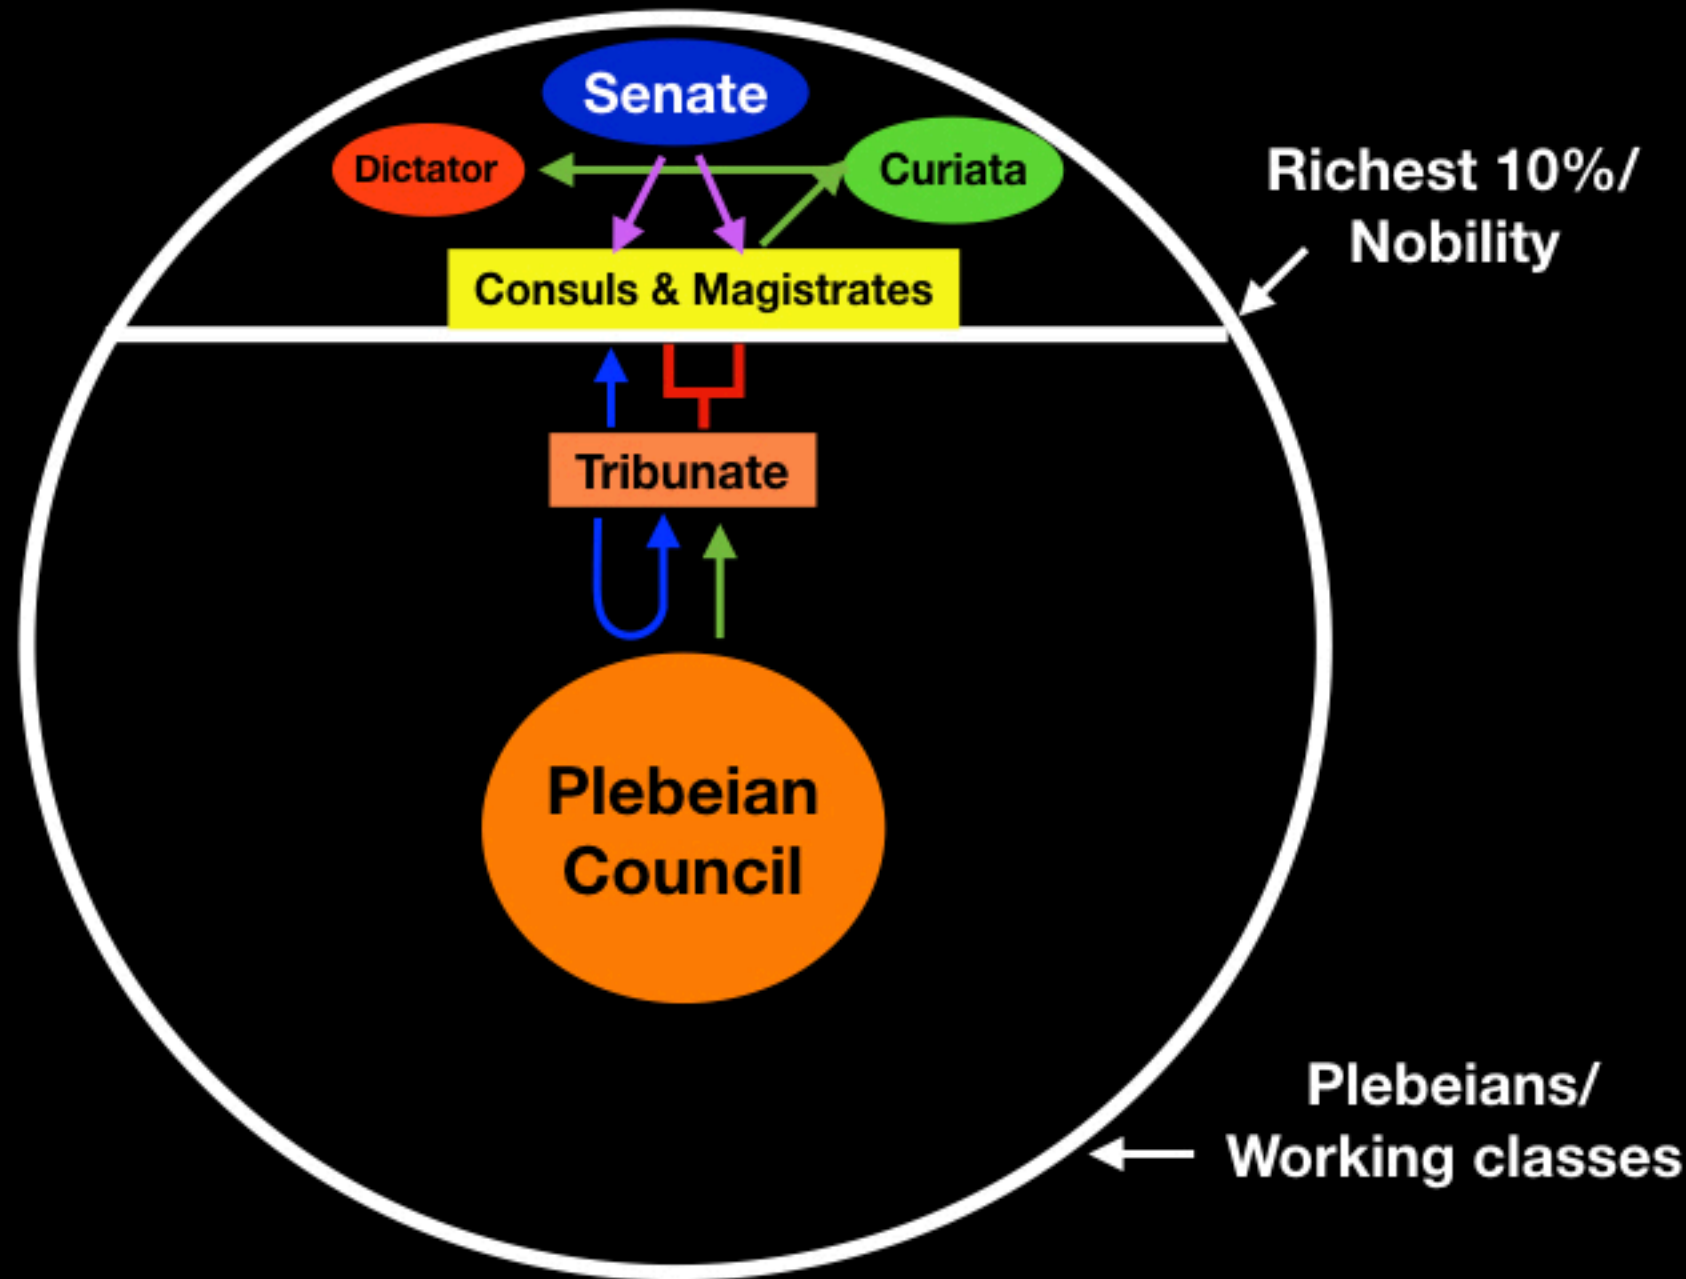 Senate
Dictator
Curiata
Richest 10%/
Nobility
Consuls & Magistrates
Tribunate
Plebeian
Council
Plebeians/
Working classes